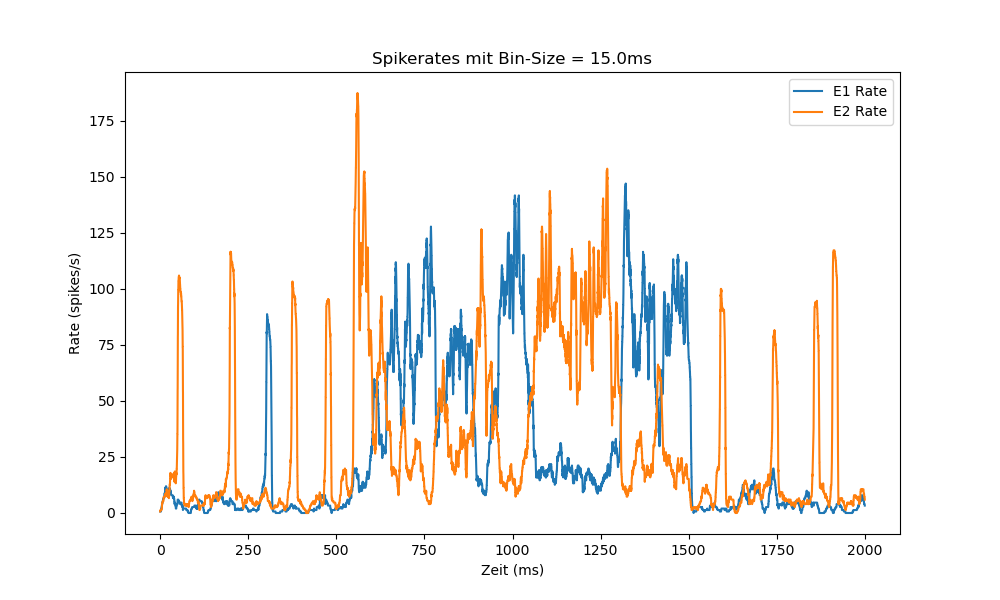 Spikerates mit Bin-Size = 15.0ms
E1 Rate
E2 Rate
175
150
125
100
75
50
25
0
Rate (spikes/s)
0 250 500 750 1000 1250 1500 1750 2000
Zeit (ms)